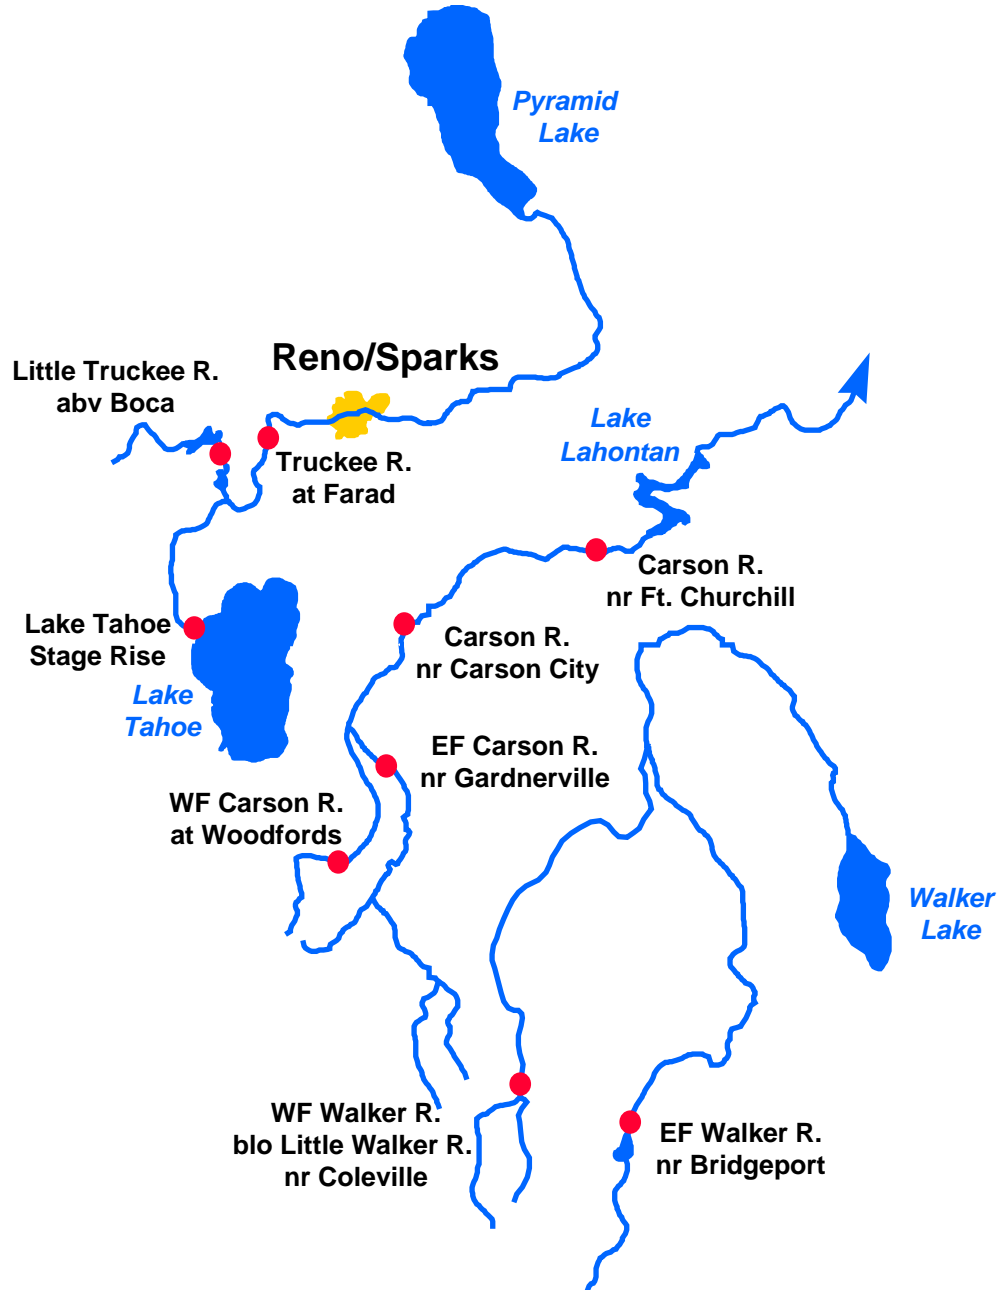 Pyramid
Lake
Reno/Sparks
Little Truckee R.
abv Boca
Lake
Lahontan
Truckee R.
at Farad
Carson R.
nr Ft. Churchill
Lake Tahoe
Stage Rise
Carson R.
nr Carson City
Lake
Tahoe
EF Carson R.
nr Gardnerville
WF Carson R.
at Woodfords
Walker
Lake
WF Walker R.
blo Little Walker R.
nr Coleville
EF Walker R.
nr Bridgeport